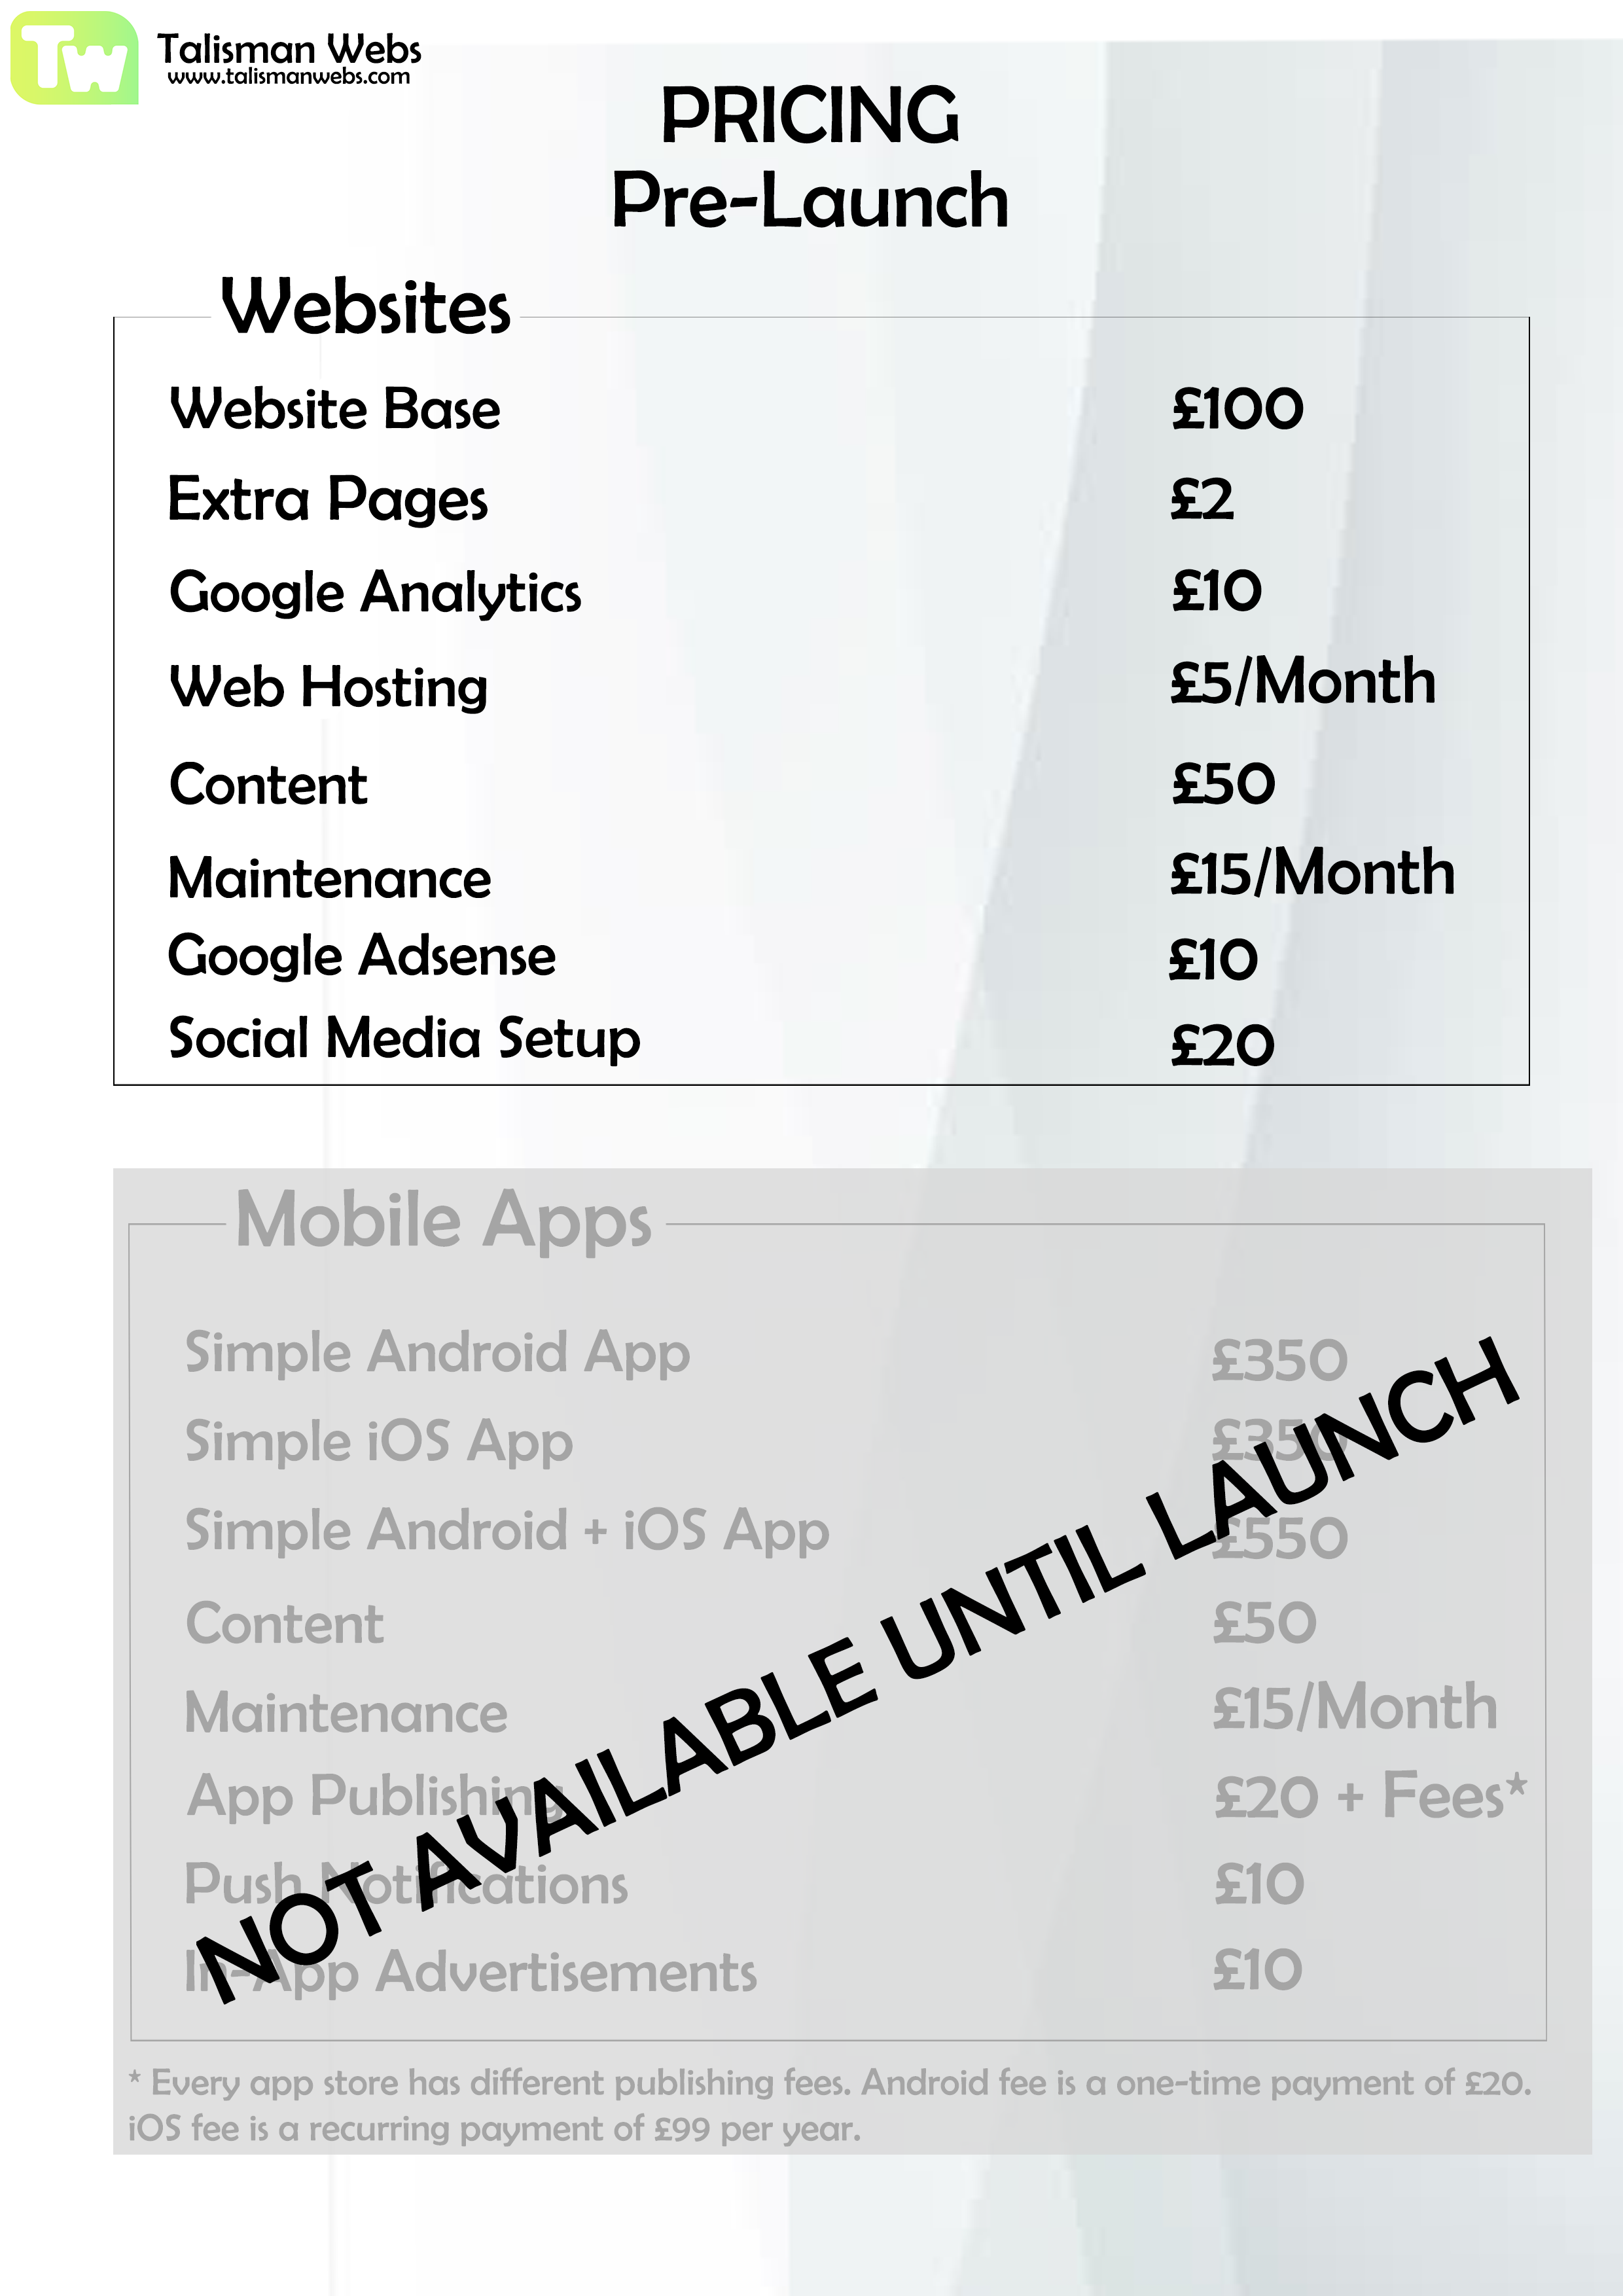 TW
Talisman Webs
www.talismanwebs.com
PRICING
Pre-Launch
Websites
Website Base £100
Extra Pages £2
Google Analytics £10
Web Hosting £5/Month
Content £50
Maintenance £15/Month
Google Adsense £10
Social Media Setup £20
Mobile Apps
Simple Android App £350
Simple iOS App £350
Simple Android + iOS App £550
Content £50
Maintenance £15/Month
App Publishing £20 + Fees*
Push Notifications £10
In-App Advertisements £10
NOT AVAILABLE UNTIL LAUNCH
* Every app store has different publishing fees. Android fee is a one-time payment of £20.
iOS fee is a recurring payment of £99 per year.